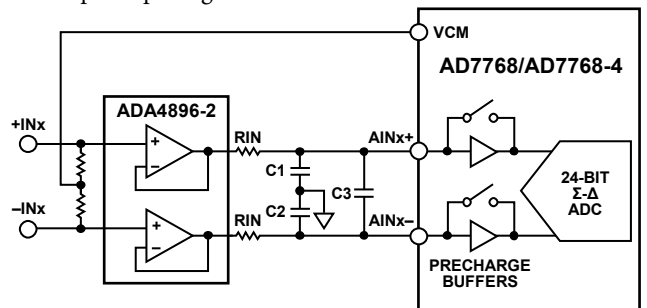 VCM
AD7768/AD7768-4
ADA4896-2
+INx
RIN
AINx+
+
−
C1
C3
24-BIT
Σ-Δ
ADC
C2
−INx
RIN
AINx−
+
−
PRECHARGE
BUFFERS